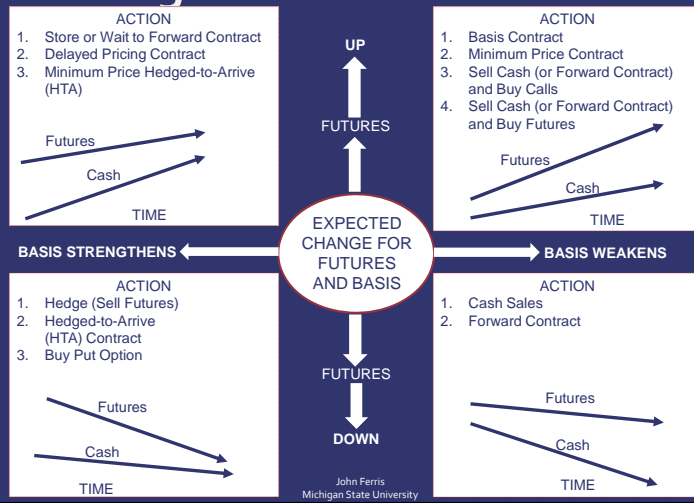 ACTION
1. Store or Wait to Forward Contract
2. Delayed Pricing Contract
3. Minimum Price Hedged-to-Arrive
(HTA)
Futures
Cash
TIME
UP
FUTURES
ACTION
1. Basis Contract
2. Minimum Price Contract
3. Sell Cash (or Forward Contract)
and Buy Calls
4. Sell Cash (or Forward Contract)
and Buy Futures
Futures
Cash
TIME
BASIS STRENGTHENS
EXPECTED
CHANGE FOR
FUTURES
AND BASIS
BASIS WEAKENS
ACTION
1. Hedge (Sell Futures)
2. Hedged-to-Arrive
(HTA) Contract
3. Buy Put Option
Futures
Cash
TIME
FUTURES
DOWN
John Ferris
Michigan State University
ACTION
1. Cash Sales
2. Forward Contract
Futures
Cash
TIME